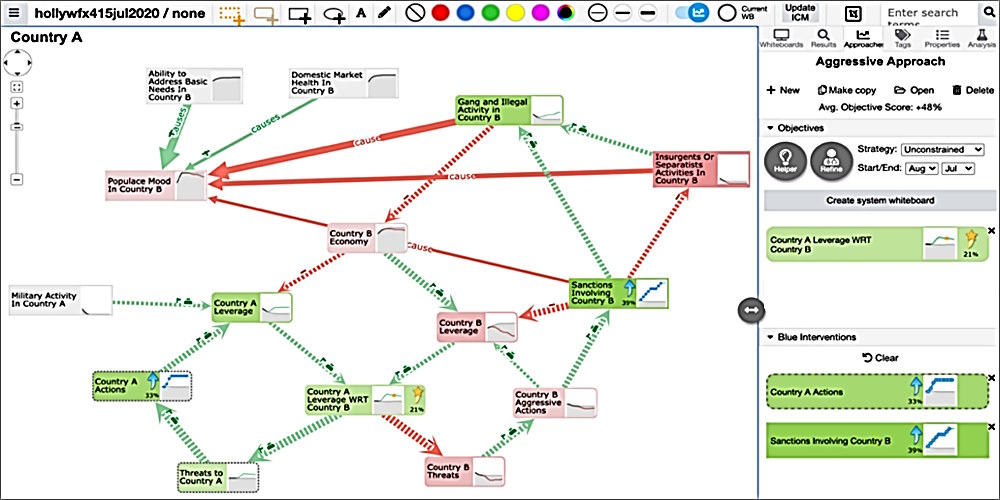 hollywfx415jul2020 / none
A
Current
WB
Update
ICM
Enter search
terms
Country A
Whiteboards
Results
Approaches
Tags
Properties
Analysis
Aggressive Approach
+ New
Make copy
Open
Delete
Avg. Objective Score: +48%
Objectives
Helper
Refine
Strategy: Unconstrained
Start/End: Aug Jul
Create system whiteboard
Country A Leverage WRT
Country B
21%
Blue Interventions
Clear
Country A Actions
33%
Sanctions Involving Country B
39%
Ability to
Address Basic
Needs In
Country B
Domestic Market
Health In
Country B
Gang and Illegal
Activity in
Country B
causes
causes
cause
Populace Mood
In Country B
cause
Insurgents Or
Separatists
Activities In
Country B
Country B
Economy
cause
Military Activity
In Country A
Country A
Leverage
Sanctions
Involving
Country B
39%
Country B
Leverage
Country A
Actions
33%
Country A
Leverage WRT
Country B
21%
Country B
Aggressive
Actions
Threats to
Country A
Country B
Threats